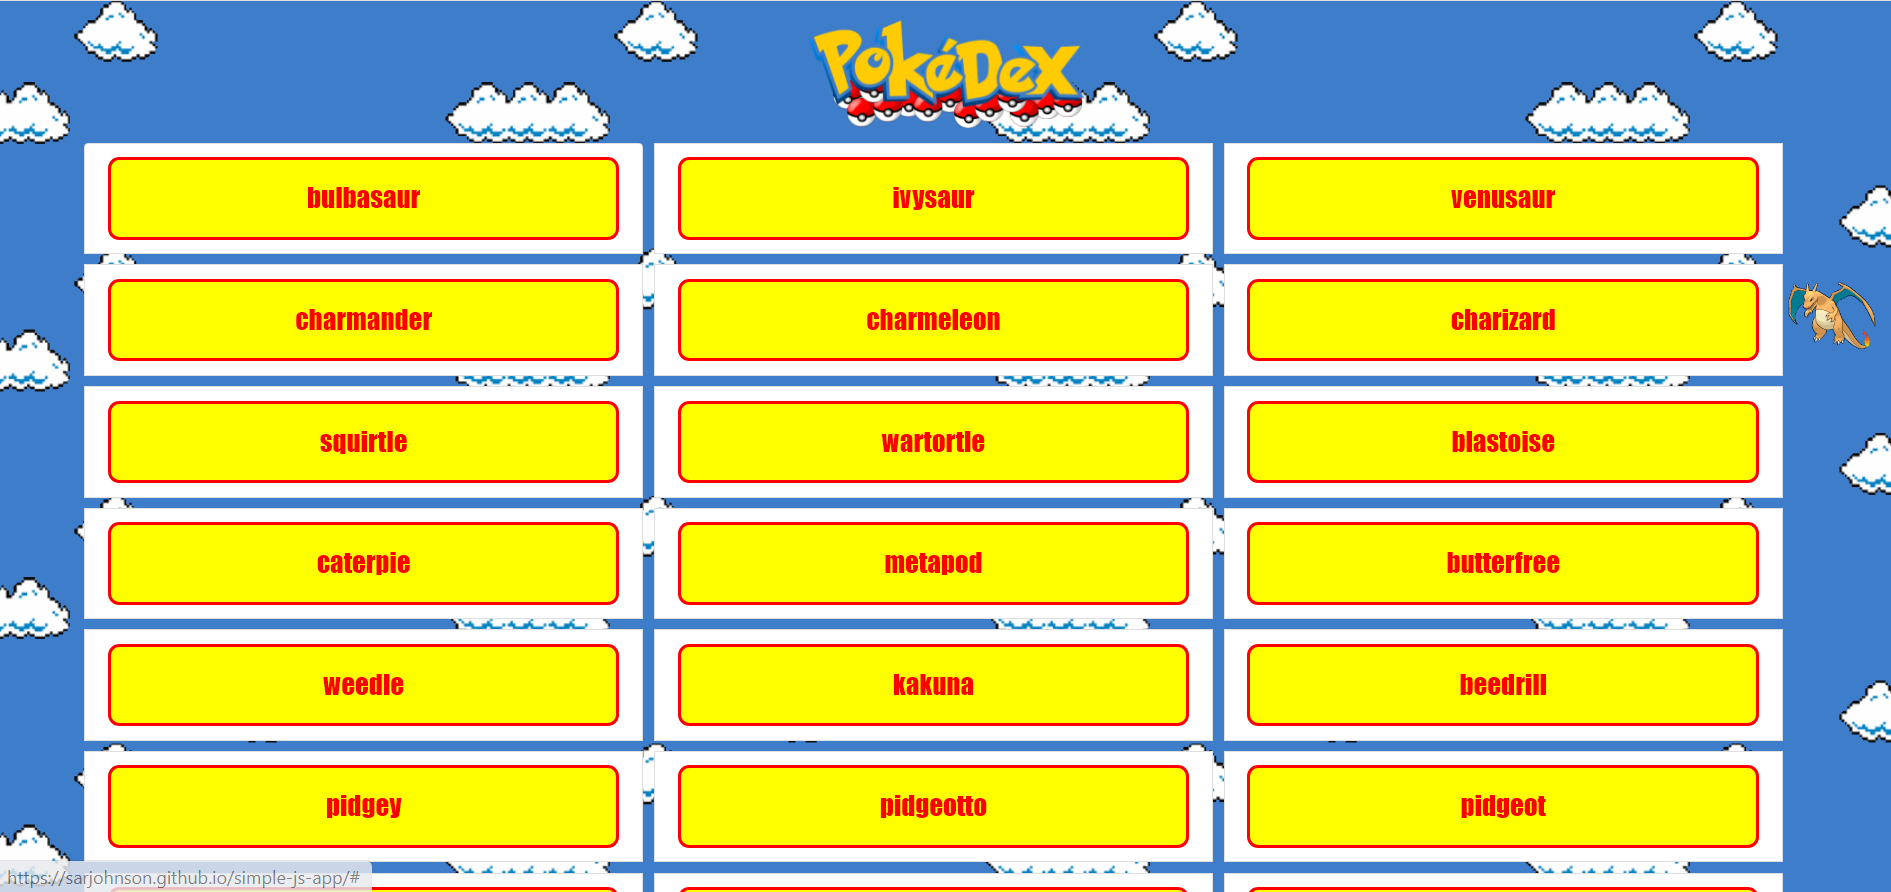 PokéDex
bulbasaur
ivysaur
venusaur
charmander
charmeleon
charizard
squirtle
wartortle
blastoise
caterpie
metapod
butterfree
weedle
kakuna
beedrill
pidgey
pidgeotto
pidgeot
https://sarjohnson.github.io/simple-js-app/#